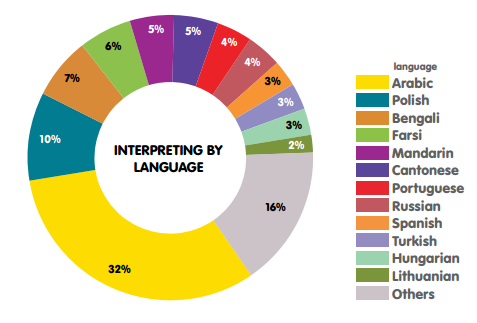 5%
5%
4%
4%
3%
3%
3%
2%
16%
32%
10%
7%
6%
INTERPRETING BY
LANGUAGE
language
Arabic
Polish
Bengali
Farsi
Mandarin
Cantonese
Portuguese
Russian
Spanish
Turkish
Hungarian
Lithuanian
Others